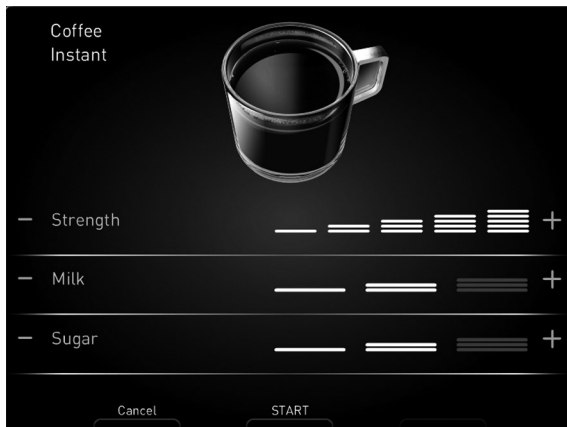 Coffee
Instant
− Strength +
− Milk +
− Sugar +
Cancel START